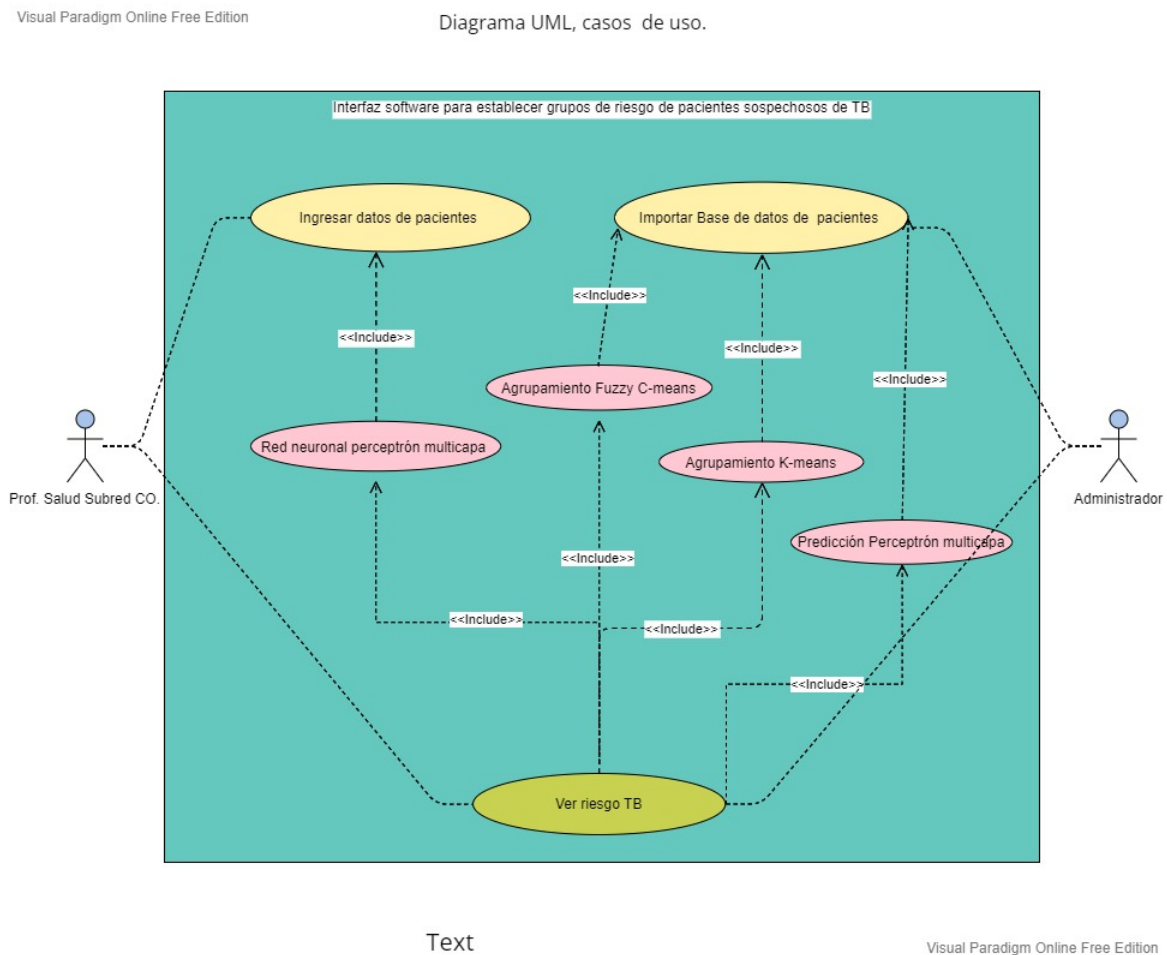 Visual Paradigm Online Free Edition
Diagrama UML, casos de uso.
Interfaz software para establecer grupos de riesgo de pacientes sospechosos de TB
Ingresar datos de pacientes
Importar Base de datos de pacientes
<<Include>>
<<Include>>
<<Include>>
<<Include>>
Agrupamiento Fuzzy C-means
Red neuronal perceptrón multicapa
Agrupamiento K-means
Prof. Salud Subred CO.
Administrador
Predicción Perceptrón multicapa
<<Include>>
<<Include>>
<<Include>>
<<Include>>
Ver riesgo TB
Text
Visual Paradigm Online Free Edition